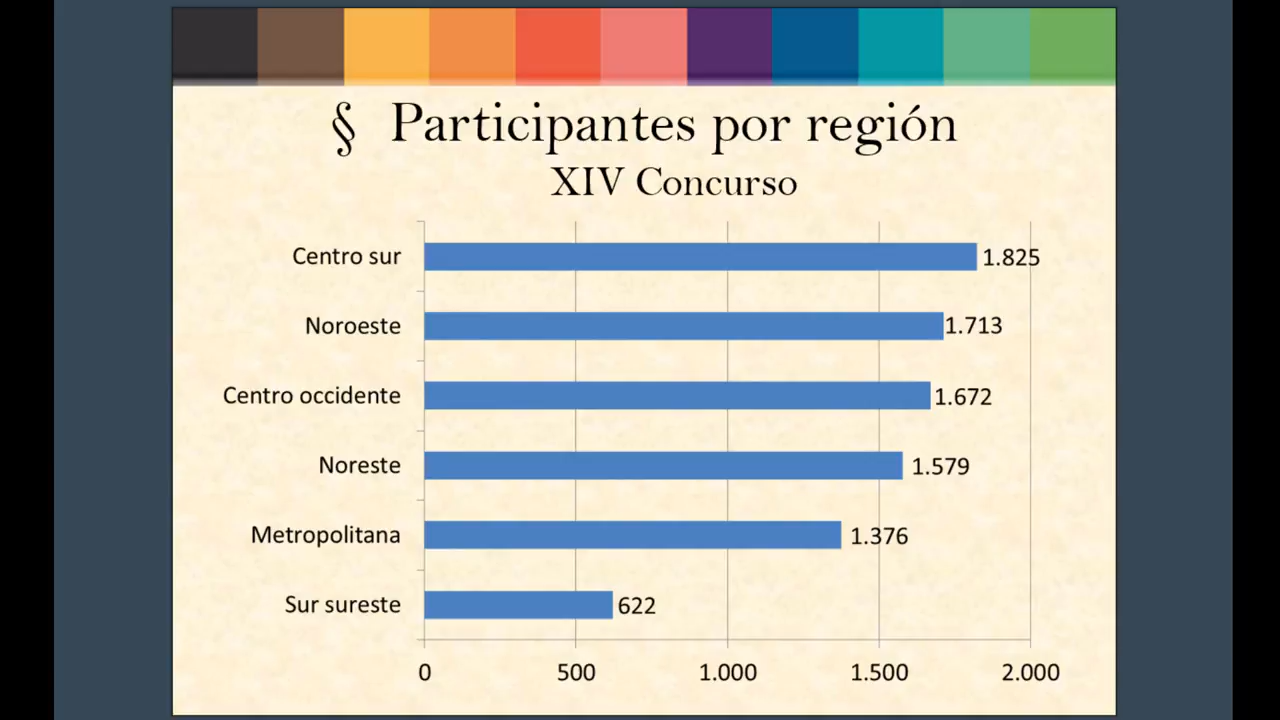 § Participantes por región
XIV Concurso
Centro sur 1.825
Noroeste 1.713
Centro occidente 1.672
Noreste 1.579
Metropolitana 1.376
Sur sureste 622
0 500 1.000 1.500 2.000